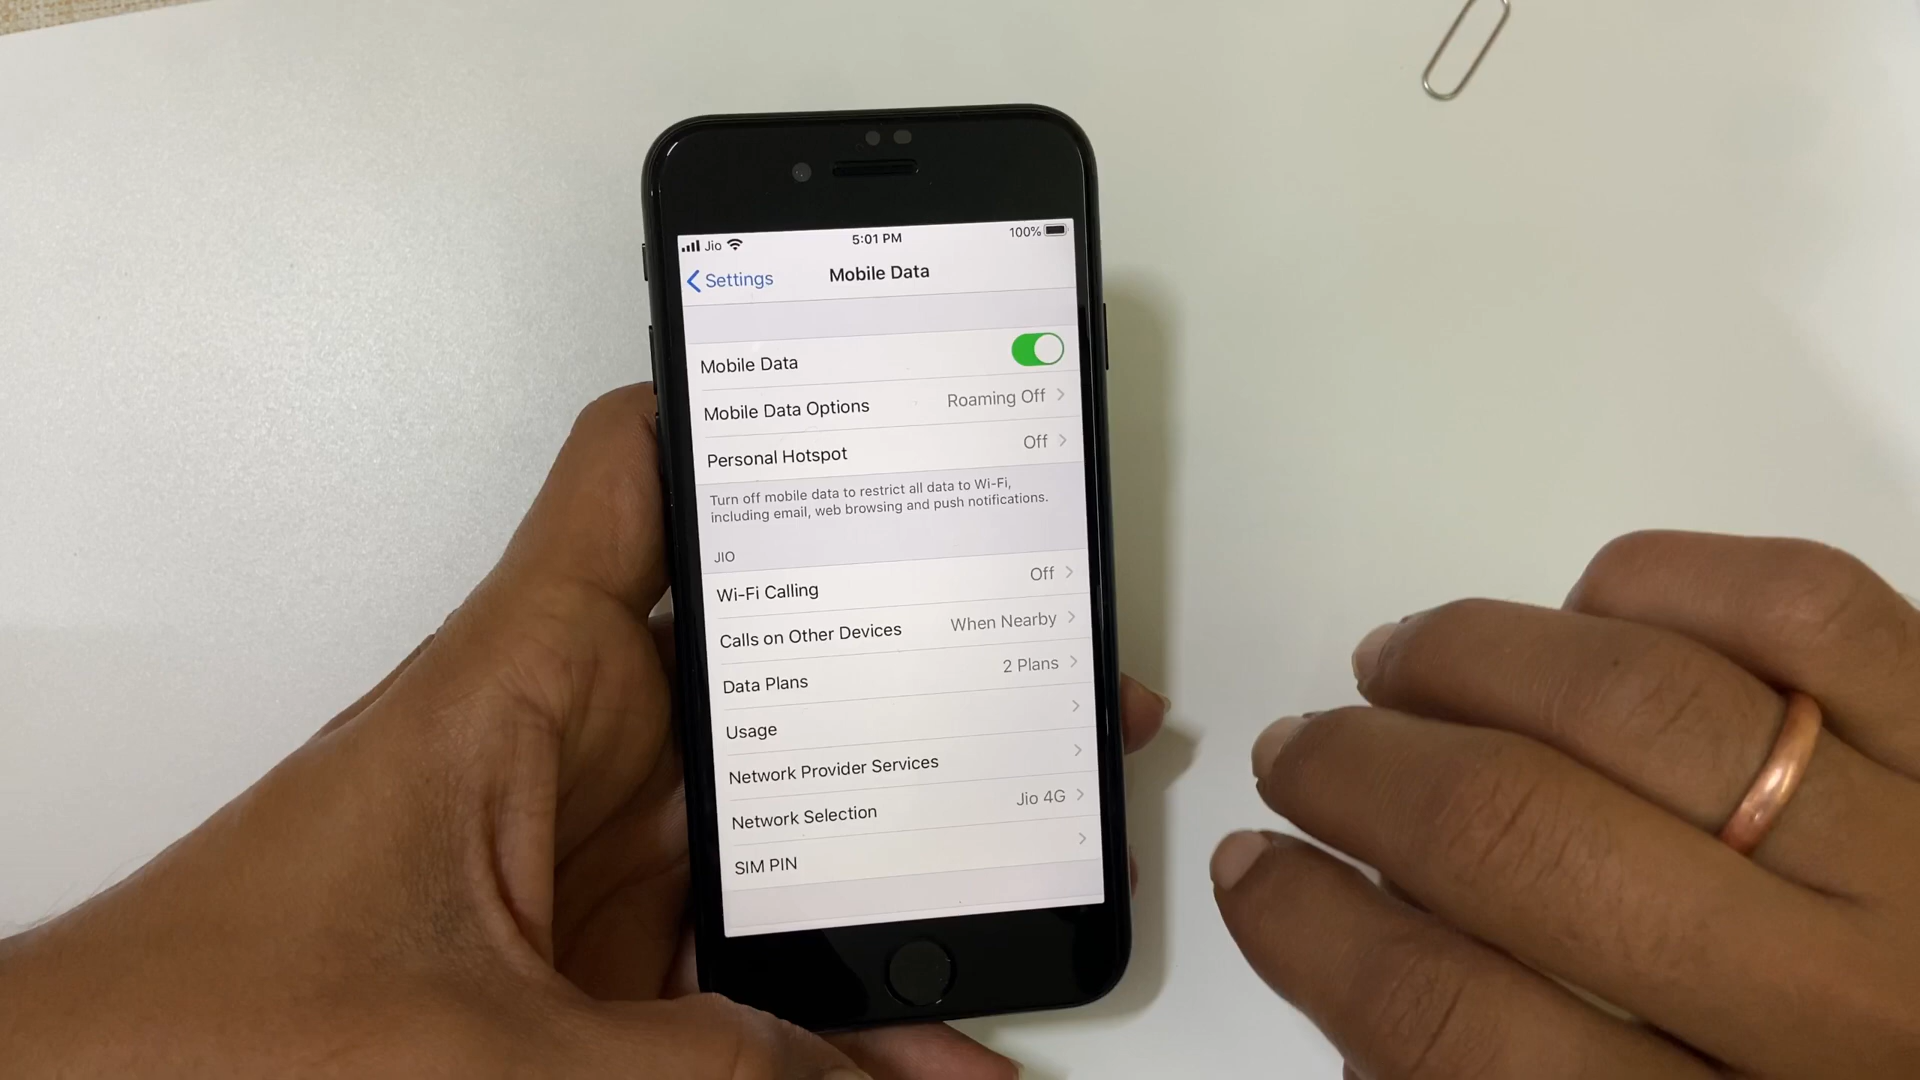 Jio 5:01 PM 100%
Settings Mobile Data
Mobile Data
Mobile Data Options Roaming Off
Personal Hotspot Off
Turn off mobile data to restrict all data to Wi-Fi,
including email, web browsing and push notifications.
JIO
Wi-Fi Calling Off
Calls on Other Devices When Nearby
Data Plans 2 Plans
Usage
Network Provider Services
Network Selection Jio 4G
SIM PIN